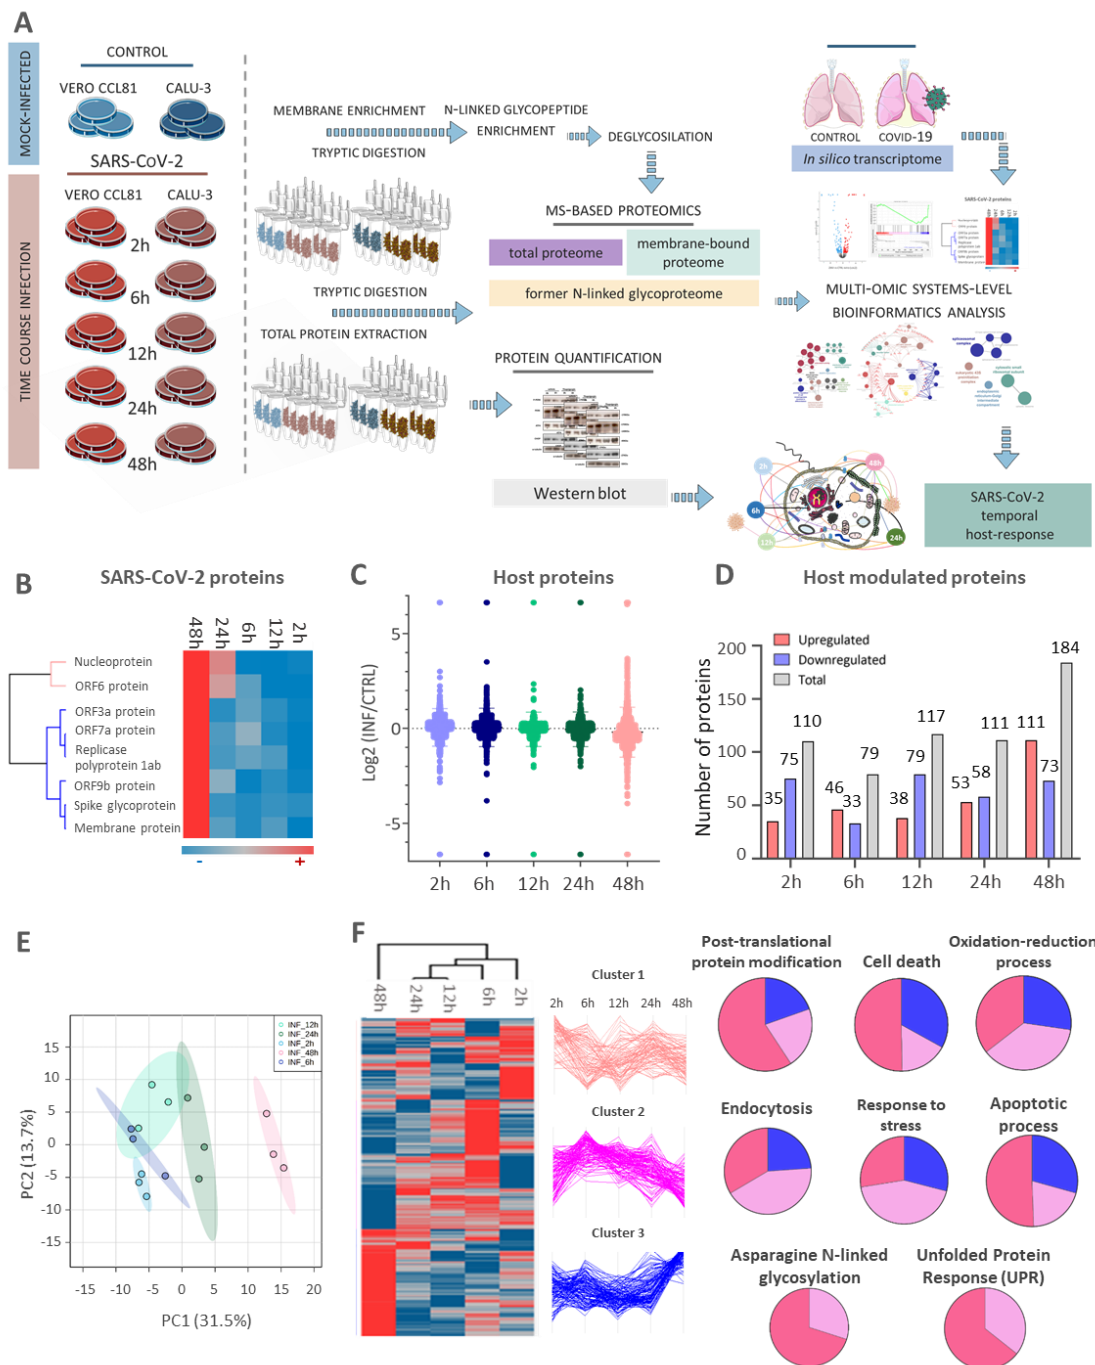 A
MOCK-INFECTED
CONTROL
VERO CCL81
CALU-3
TIME COURSE INFECTION
SARS-CoV-2
VERO CCL81
CALU-3
2h
6h
12h
24h
48h
MEMBRANE ENRICHMENT
TRYPTIC DIGESTION
N-LINKED GLYCOPEPTIDE
ENRICHMENT
DEGLYCOSILATION
MS-BASED PROTEOMICS
total proteome
membrane-bound
proteome
former N-linked glycoproteome
TRYPTIC DIGESTION
TOTAL PROTEIN EXTRACTION
PROTEIN QUANTIFICATION
Western blot
CONTROL
COVID-19
In silico transcriptome
SARS-CoV-2 proteins
MULTI-OMIC SYSTEMS-LEVEL
BIOINFORMATICS ANALYSIS
2h
48h
6h
12h
24h
SARS-CoV-2
temporal
host-response
B
SARS-CoV-2 proteins
48h
24h
6h
12h
2h
Nucleoprotein
ORF6 protein
ORF3a protein
ORF7a protein
Replicase
polyprotein 1ab
ORF9b protein
Spike glycoprotein
Membrane protein
-
+
C
Host proteins
Log2 (INF/CTRL)
5
0
-5
2h
6h
12h
24h
48h
D
Host modulated proteins
Upregulated
Downregulated
Total
Number of proteins
200
150
100
50
0
35
75
110
46
33
79
38
79
117
53
58
111
111
73
184
2h
6h
12h
24h
48h
E
INF_12h
INF_24h
INF_2h
INF_48h
INF_6h
PC2 (13.7%)
15
10
5
0
-5
-10
-15
-15
-10
-5
0
5
10
15
20
PC1 (31.5%)
F
48h
24h
12h
6h
2h
Cluster 1
2h
6h
12h
24h
48h
Cluster 2
Cluster 3
Post-translational
protein modification
Cell death
Oxidation-reduction
process
Endocytosis
Response to
stress
Apoptotic
process
Asparagine N-linked
glycosylation
Unfolded Protein
Response (UPR)